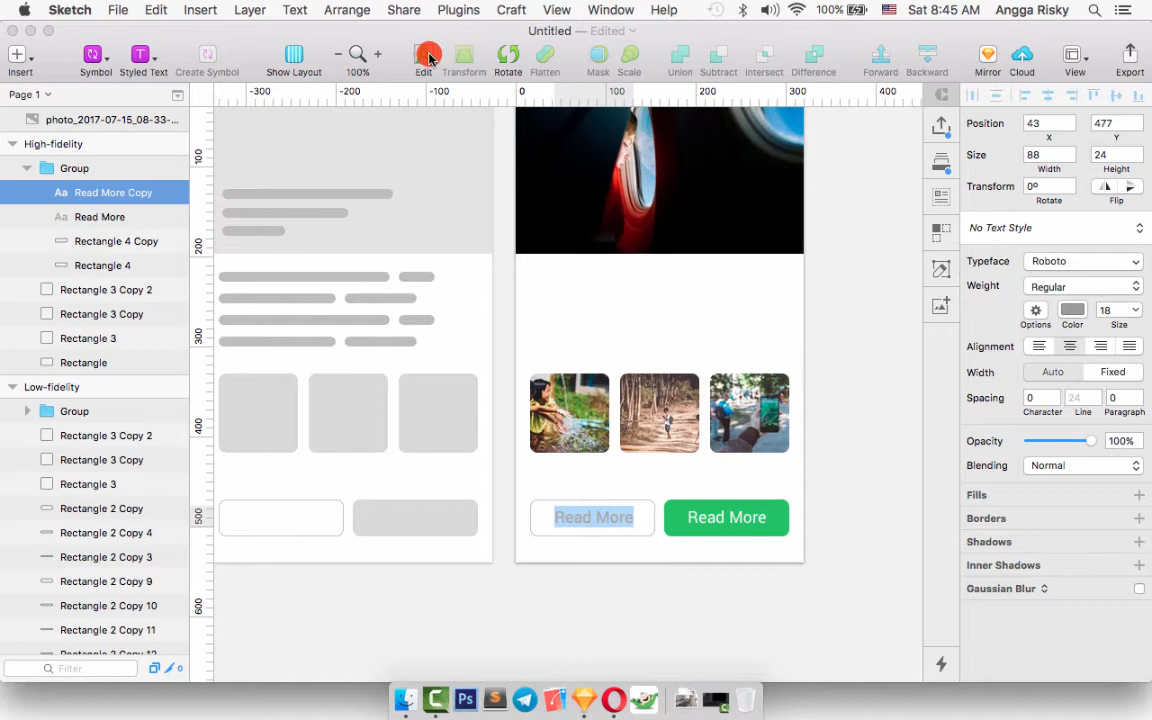 Sketch File Edit Insert Layer Text Arrange Share Plugins Craft View Window Help 100% Sat 8:45 AM Angga Risky
Untitled — Edited
Insert Symbol Styled Text Create Symbol Show Layout 100% Edit Transform Rotate Flatten Mask Scale Union Subtract Intersect Difference Forward Backward Mirror Cloud View Export
Page 1
-300 -200 -100 0 100 200 300 400
photo_2017-07-15_08-33-...
High-fidelity
Group
Read More Copy
Read More
Rectangle 4 Copy
Rectangle 4
Rectangle 3 Copy 2
Rectangle 3 Copy
Rectangle 3
Rectangle
Low-fidelity
Group
Rectangle 3 Copy 2
Rectangle 3 Copy
Rectangle 3
Rectangle 2 Copy
Rectangle 2 Copy 4
Rectangle 2 Copy 3
Rectangle 2 Copy 9
Rectangle 2 Copy 10
Rectangle 2 Copy 11
Filter
0
100
200
300
400
500
600
Read More
Read More
Position 43 477
X Y
Size 88 24
Width Height
Transform 0º
Rotate Flip
No Text Style
Typeface Roboto
Weight Regular
18
Options Color Size
Alignment
Width Auto Fixed
Spacing 0 24 0
Character Line Paragraph
Opacity 100%
Blending Normal
Fills
Borders
Shadows
Inner Shadows
Gaussian Blur
Ps
S